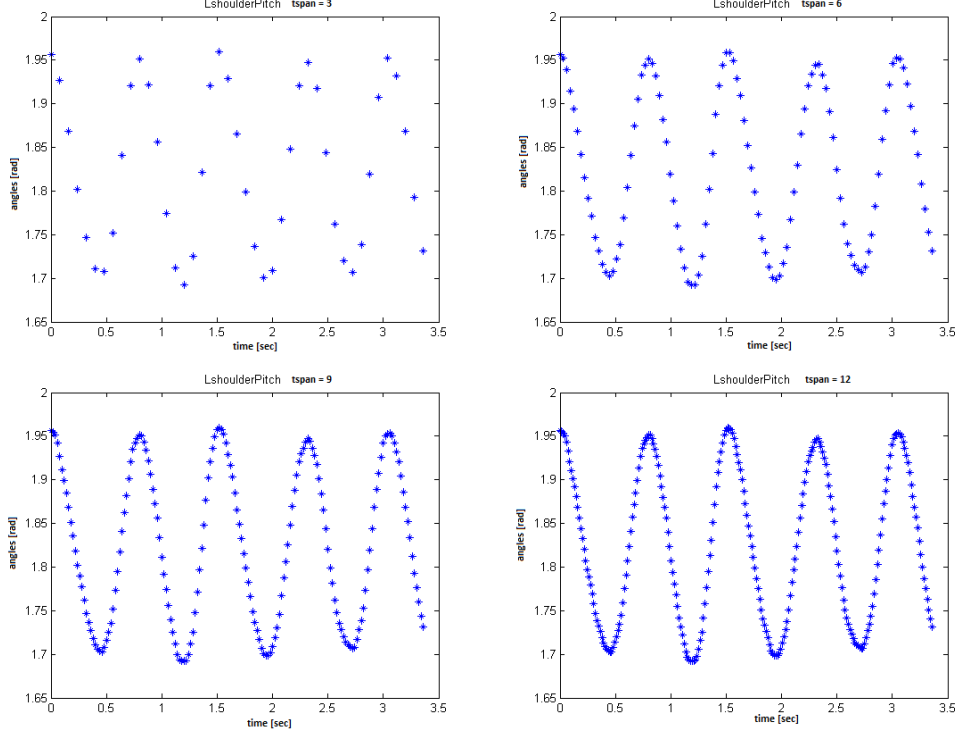 LshoulderPitch tspan = 3
2
1.95
1.9
1.85
1.8
1.75
1.7
1.65
angles [rad]
0 0.5 1 1.5 2 2.5 3 3.5
time [sec]
LshoulderPitch tspan = 6
2
1.95
1.9
1.85
1.8
1.75
1.7
1.65
angles [rad]
0 0.5 1 1.5 2 2.5 3 3.5
time [sec]
LshoulderPitch tspan = 9
2
1.95
1.9
1.85
1.8
1.75
1.7
1.65
angles [rad]
0 0.5 1 1.5 2 2.5 3 3.5
time [sec]
LshoulderPitch tspan = 12
2
1.95
1.9
1.85
1.8
1.75
1.7
1.65
angles [rad]
0 0.5 1 1.5 2 2.5 3 3.5
time [sec]